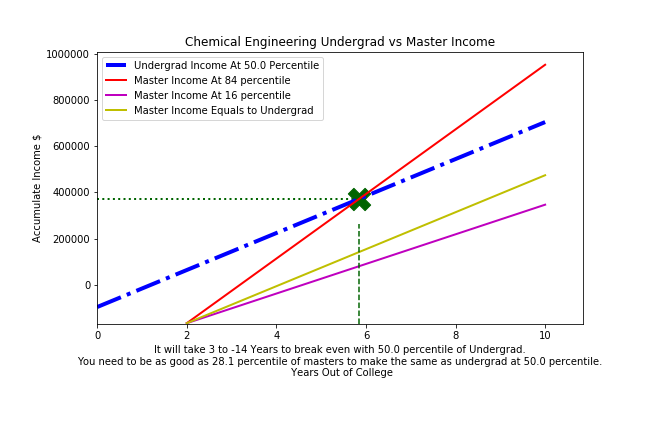 Chemical Engineering Undergrad vs Master Income
1000000
800000
600000
400000
200000
0
Accumulate Income $
Undergrad Income At 50.0 Percentile
Master Income At 84 percentile
Master Income At 16 percentile
Master Income Equals to Undergrad
0 2 4 6 8 10
It will take 3 to -14 Years to break even with 50.0 percentile of Undergrad.
You need to be as good as 28.1 percentile of masters to make the same as undergrad at 50.0 percentile.
Years Out of College